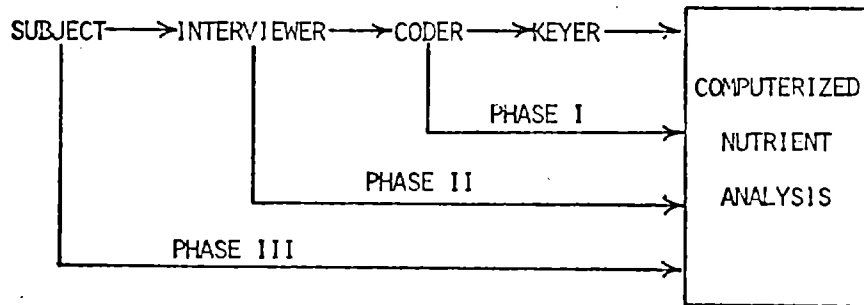 SUBJECT INTERVIEWER CODER KEYER
COMPUTERIZED
PHASE I
NUTRIENT
PHASE II
ANALYSIS
PHASE III